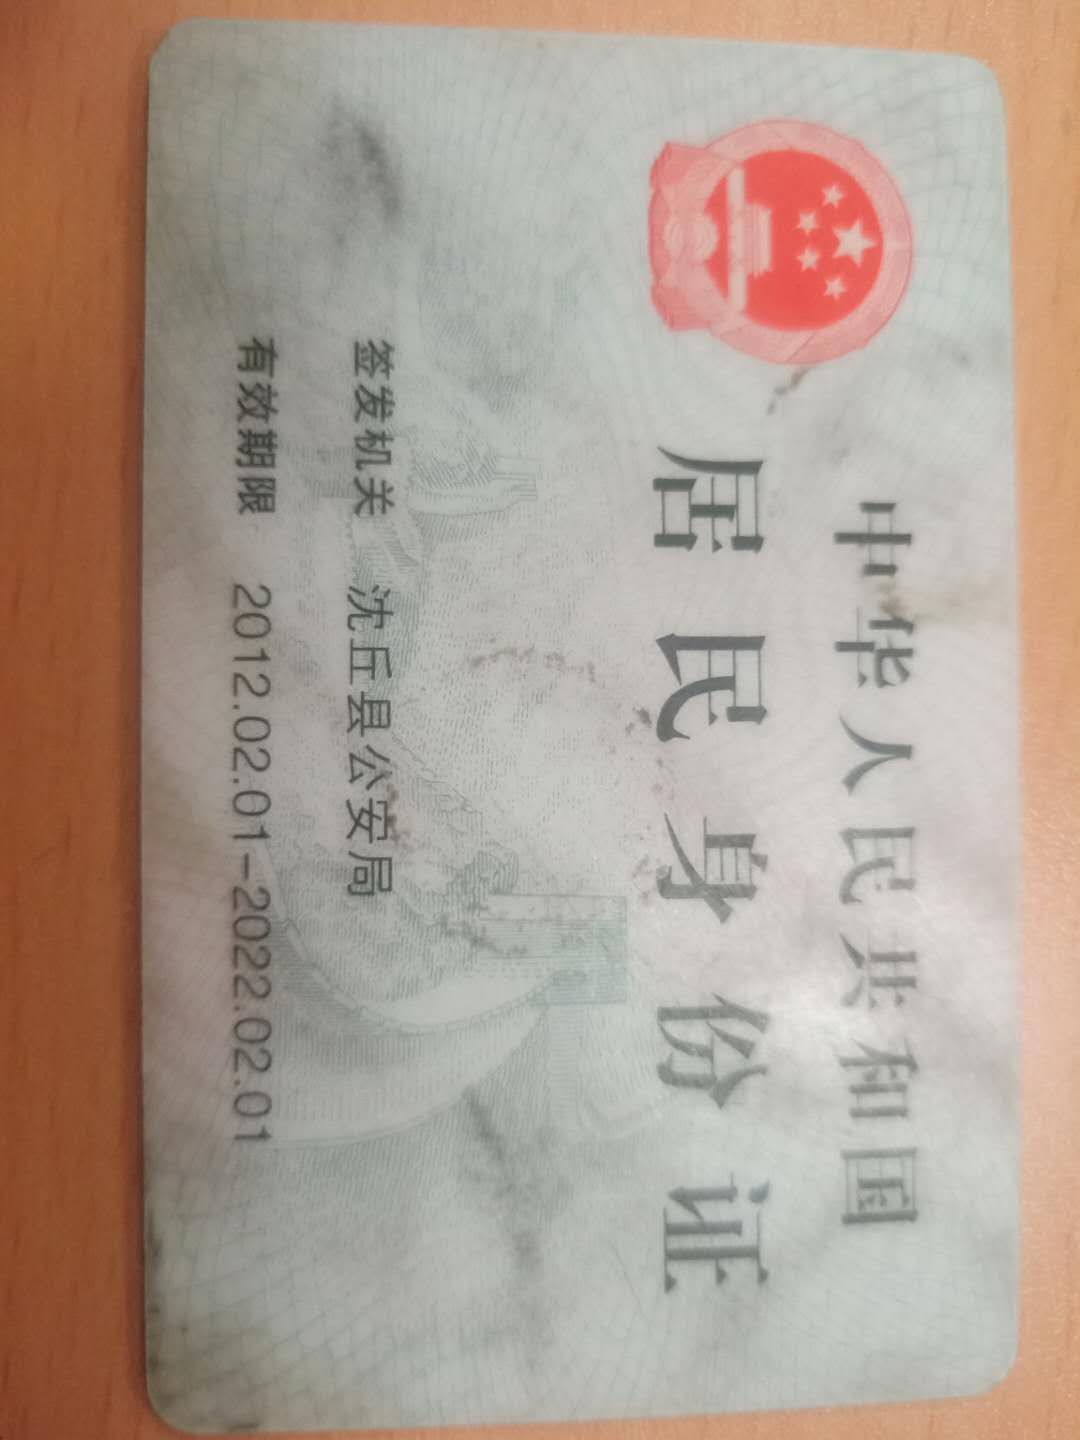 中华人民共和国
居民身份证
签发机关 沈丘县公安局
有效期限 2012.02.01-2022.02.01